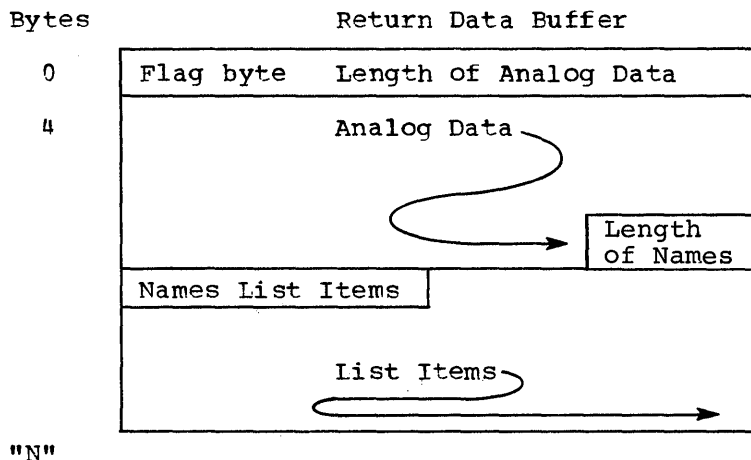 Bytes Return Data Buffer
0 Flag byte Length of Analog Data
4 Analog Data
Length
of Names
Names List Items
List Items
"N"